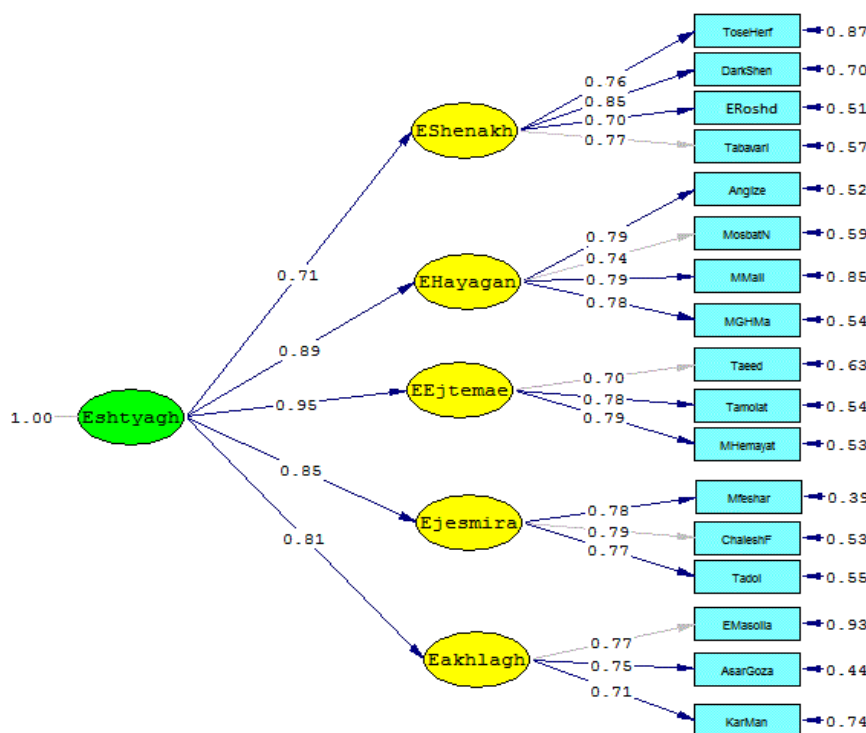 ToseHerf
0.87
0.76
DarkShen
0.70
0.85
ERoshd
0.51
0.70
EShenakh
0.77
Tabavari
0.57
Angize
0.52
0.79
MosbatN
0.59
0.74
0.71
EHayagan
0.79
MMali
0.85
0.78
MGHMa
0.54
0.89
Taeed
0.63
0.70
EEjtemae
0.95
0.78
Tamolat
0.54
1.00
Eshtyagh
0.79
MHemayat
0.53
0.85
Mfeshar
0.39
0.78
Ejesmira
0.79
ChaleshF
0.53
0.81
0.77
Tadol
0.55
EMasolia
0.93
0.77
Eakhlagh
0.75
AsarGoza
0.44
0.71
KarMan
0.74